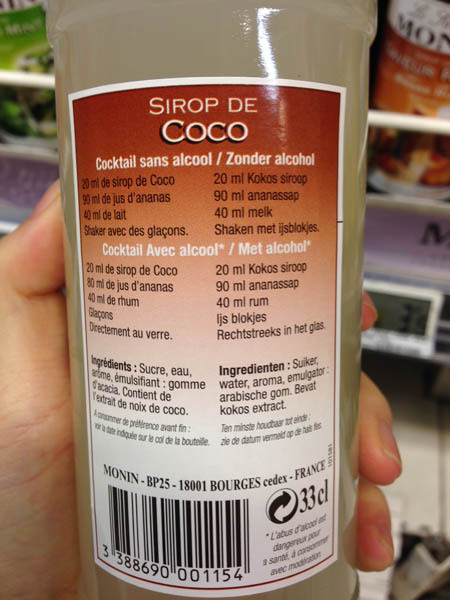 SIROP DE
COCO
Cocktail sans alcool / Zonder alcohol
20 ml de sirop de Coco
90 ml de jus d'ananas
40 ml de lait
Shaker avec des glaçons.
20 ml Kokos siroop
90 ml ananassap
40 ml melk
Shaken met ijsblokjes.
Cocktail Avec alcool* / Met alcohol*
20 ml de sirop de Coco
80 ml de jus d'ananas
40 ml de rhum
Glaçons
Directement au verre.
20 ml Kokos siroop
90 ml ananassap
40 ml rum
Ijs blokjes
Rechtstreeks in het glas.
Ingrédients : Sucre, eau,
arôme, émulsifiant : gomme
d'acacia. Contient de
l'extrait de noix de coco.
A consommer de préférence avant fin :
voir la date indiquée sur le col de la bouteille.
Ingredienten : Suiker,
water, aroma, emulgator :
arabische gom. Bevat
kokos extract.
Ten minste houdbaar tot einde :
zie de datum vermeld op de hals fles.
MONIN - BP25 - 18001 BOURGES cedex - FRANCE
33cl
* L'abus d'alcool est
dangereux pour
la santé, à consommer
avec modération.
3 388690 001154
MONIN